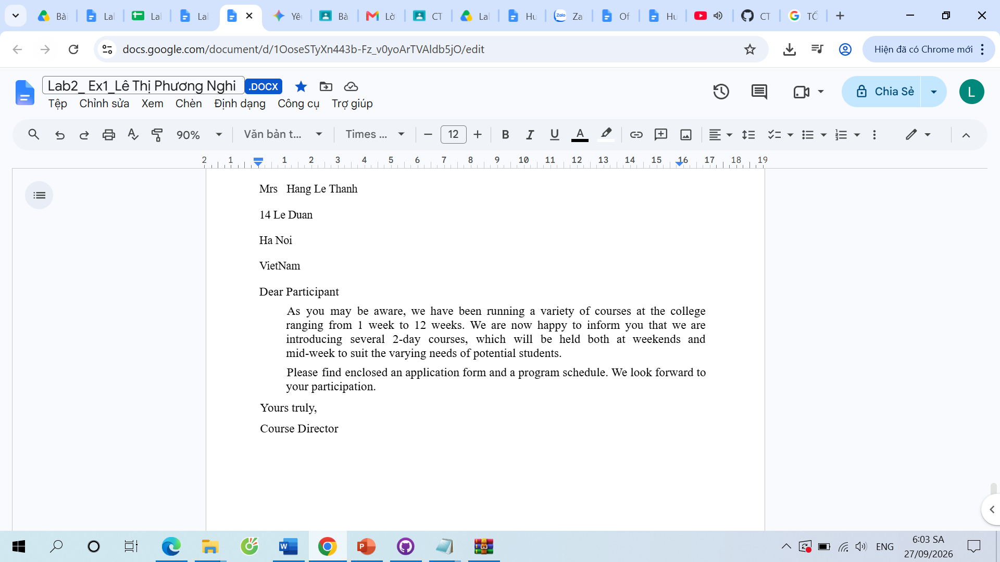 Bài
Lal
Lal
Lal
Yêu
Bà
Lò
CT
Lal
Hu
Za
Of
Hu
CT
TỔ
docs.google.com/document/d/1OoseSTyXn443b-Fz_v0yoArTVAldb5jO/edit
Hiện đã có Chrome mới
Lab2_ Ex1_Lê Thị Phương Nghi .DOCX
Chia Sẻ
L
Tệp Chỉnh sửa Xem Chèn Định dạng Công cụ Trợ giúp
90% Văn bản t... Times ... 12
2 1 1 2 3 4 5 6 7 8 9 10 11 12 13 14 15 16 17 18 19
Mrs Hang Le Thanh
14 Le Duan
Ha Noi
VietNam
Dear Participant
As you may be aware, we have been running a variety of courses at the college
ranging from 1 week to 12 weeks. We are now happy to inform you that we are
introducing several 2-day courses, which will be held both at weekends and
mid-week to suit the varying needs of potential students.
Please find enclosed an application form and a program schedule. We look forward to
your participation.
Yours truly,
Course Director
ENG
6:03 SA
27/09/2026